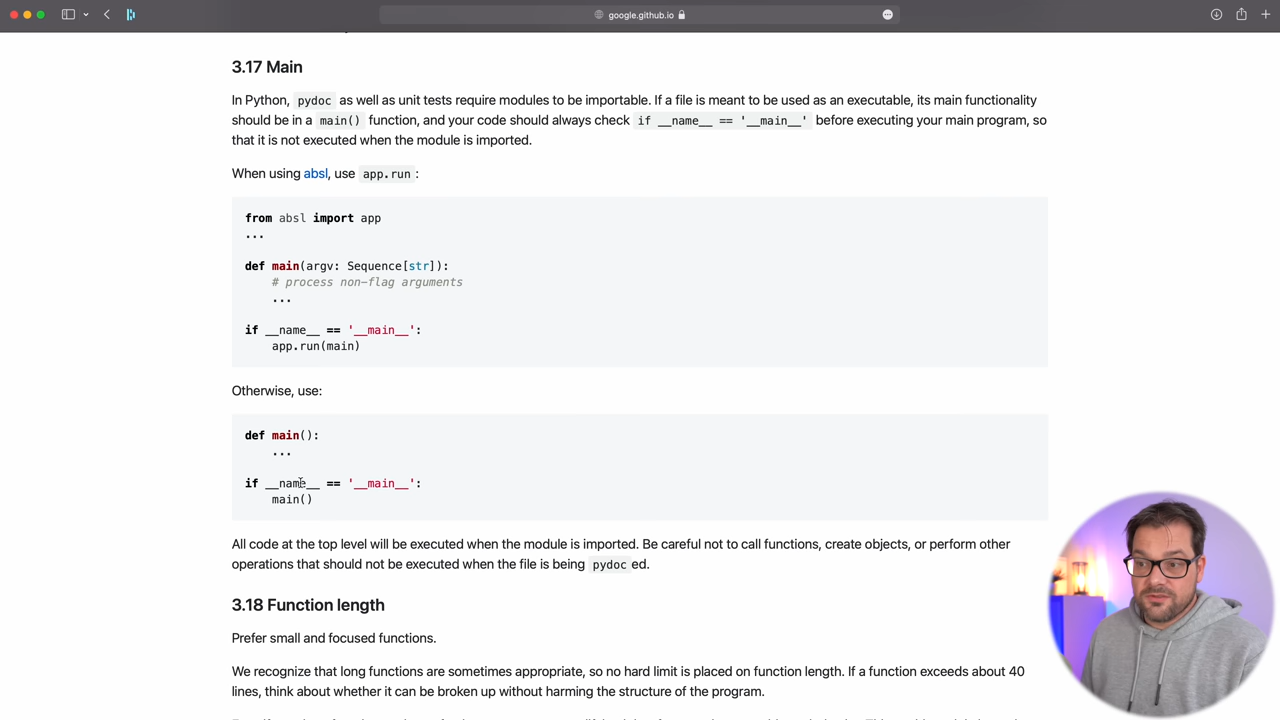 google.github.io
3.17 Main
In Python, pydoc as well as unit tests require modules to be importable. If a file is meant to be used as an executable, its main functionality
should be in a main() function, and your code should always check if __name__ == '__main__' before executing your main program, so
that it is not executed when the module is imported.
When using absl, use app.run :
from absl import app
...
def main(argv: Sequence[str]):
# process non-flag arguments
...
if __name__ == '__main__':
app.run(main)
Otherwise, use:
def main():
...
if __name__ == '__main__':
main()
All code at the top level will be executed when the module is imported. Be careful not to call functions, create objects, or perform other
operations that should not be executed when the file is being pydoc ed.
3.18 Function length
Prefer small and focused functions.
We recognize that long functions are sometimes appropriate, so no hard limit is placed on function length. If a function exceeds about 40
lines, think about whether it can be broken up without harming the structure of the program.